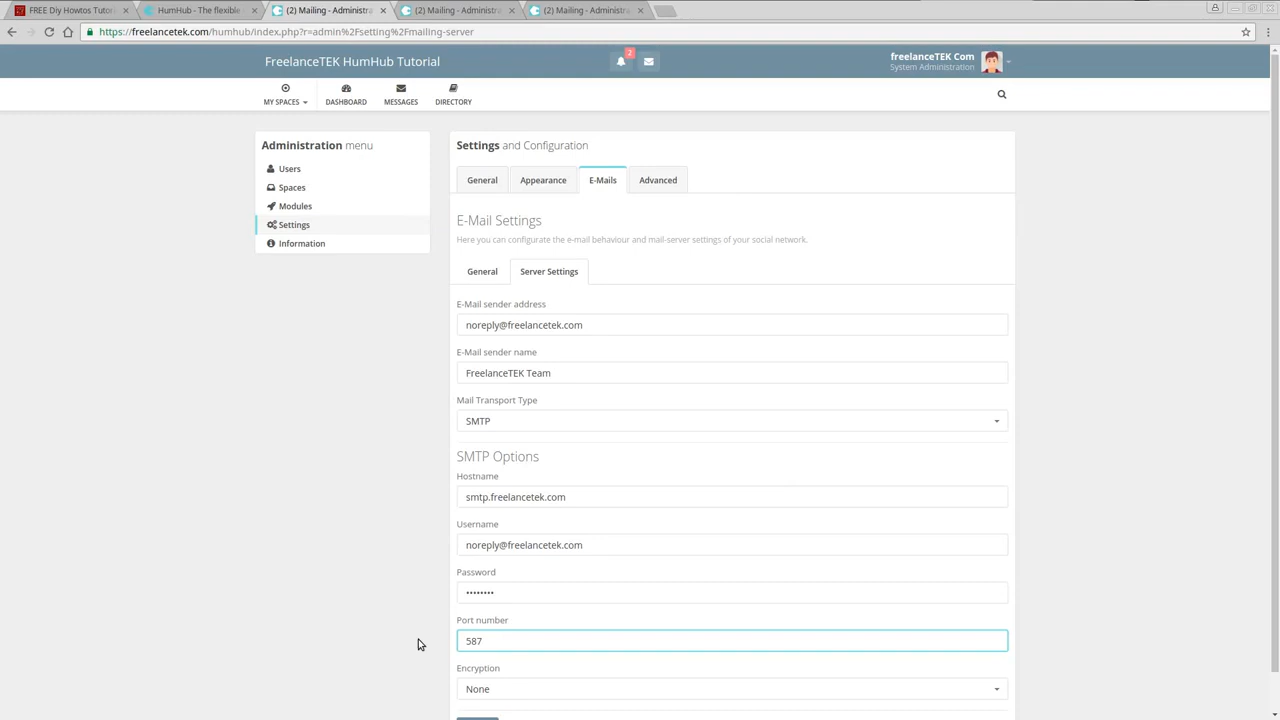 FREE Diy Howtos Tutor
HumHub - The flexible
(2) Mailing - Administra
(2) Mailing - Administra
(2) Mailing - Administra
https://freelancetek.com/humhub/index.php?r=admin%2Fsetting%2Fmailing-server
FreelanceTEK HumHub Tutorial
2
freelanceTEK Com
System Administration
MY SPACES
DASHBOARD
MESSAGES
DIRECTORY
Administration menu
Users
Spaces
Modules
Settings
Information
Settings and Configuration
General
Appearance
E-Mails
Advanced
E-Mail Settings
Here you can configurate the e-mail behaviour and mail-server settings of your social network.
General
Server Settings
E-Mail sender address
noreply@freelancetek.com
E-Mail sender name
FreelanceTEK Team
Mail Transport Type
SMTP
SMTP Options
Hostname
smtp.freelancetek.com
Username
noreply@freelancetek.com
Password
••••••••
Port number
587
Encryption
None